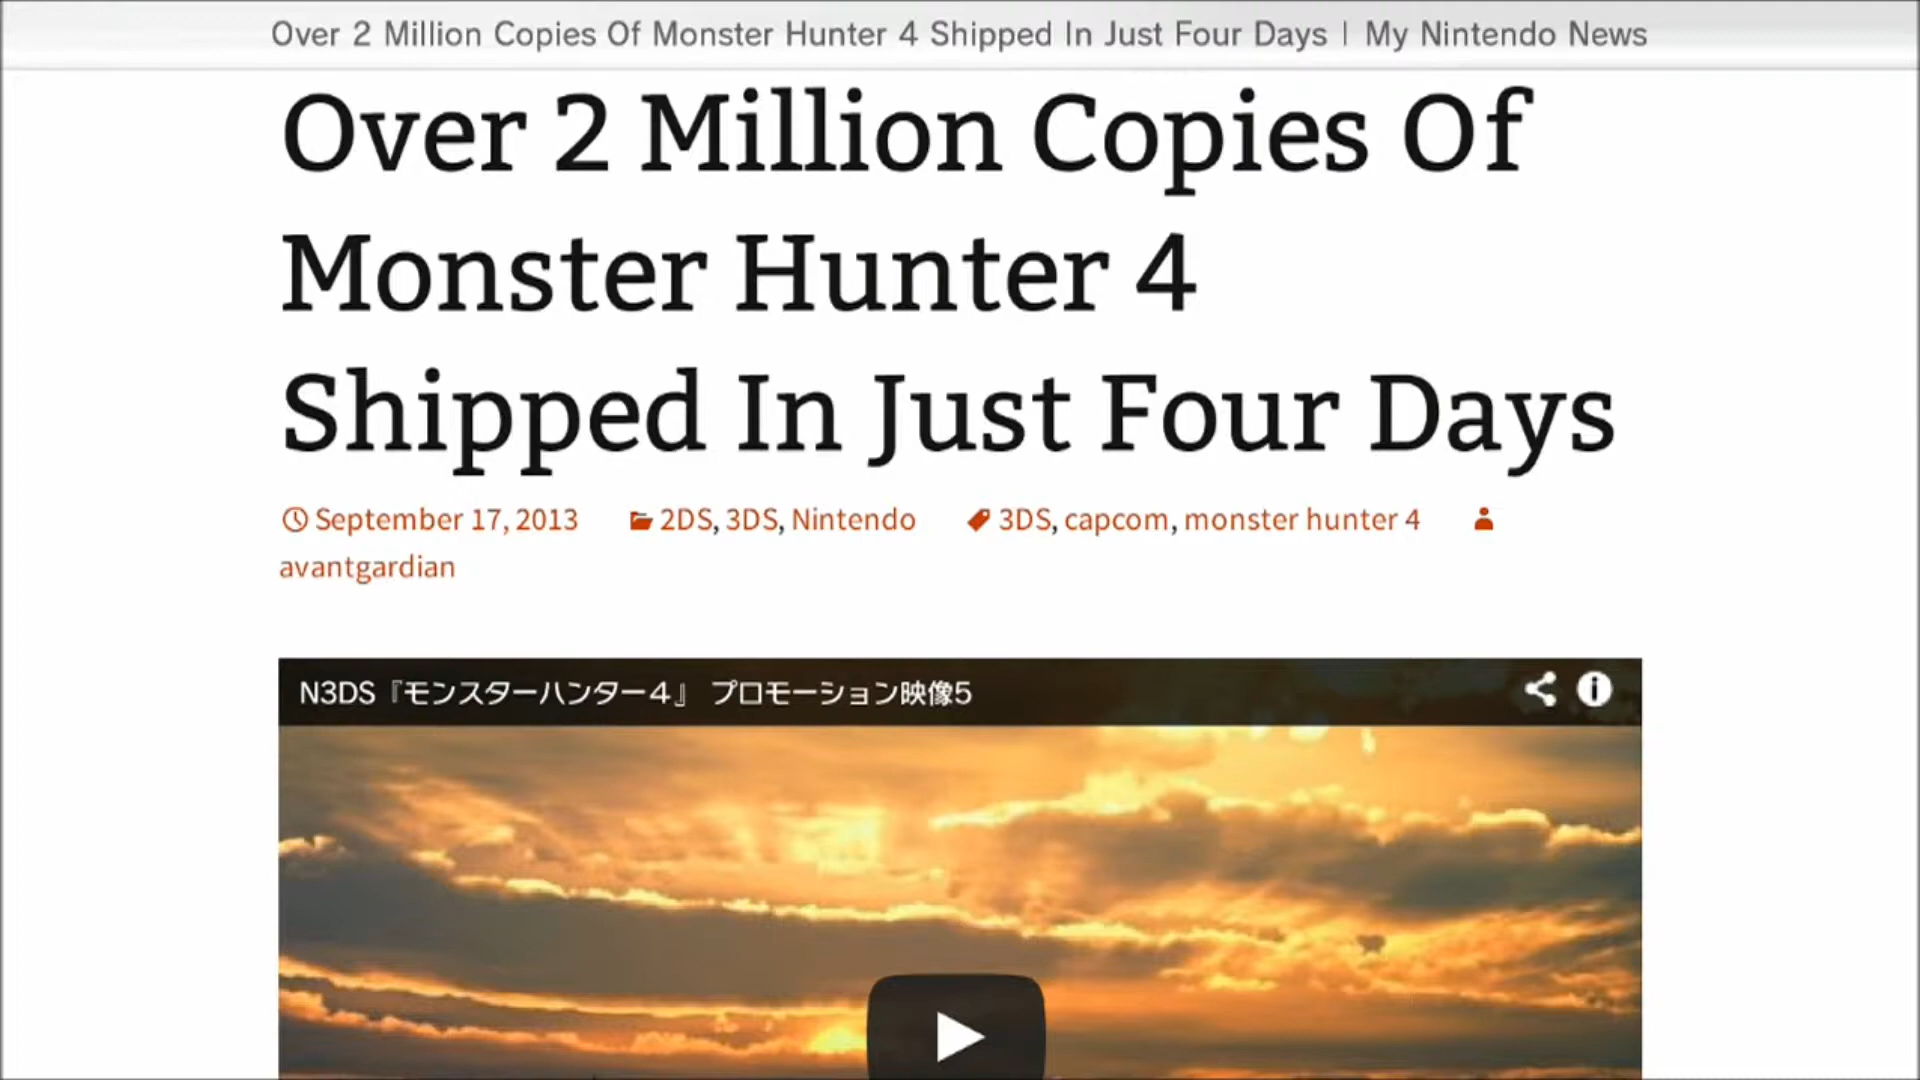 Over 2 Million Copies Of Monster Hunter 4 Shipped In Just Four Days | My Nintendo News
Over 2 Million Copies Of
Monster Hunter 4
Shipped In Just Four Days
September 17, 2013 2DS, 3DS, Nintendo 3DS, capcom, monster hunter 4
avantgardian
N3DS『モンスターハンター４』 プロモーション映像5